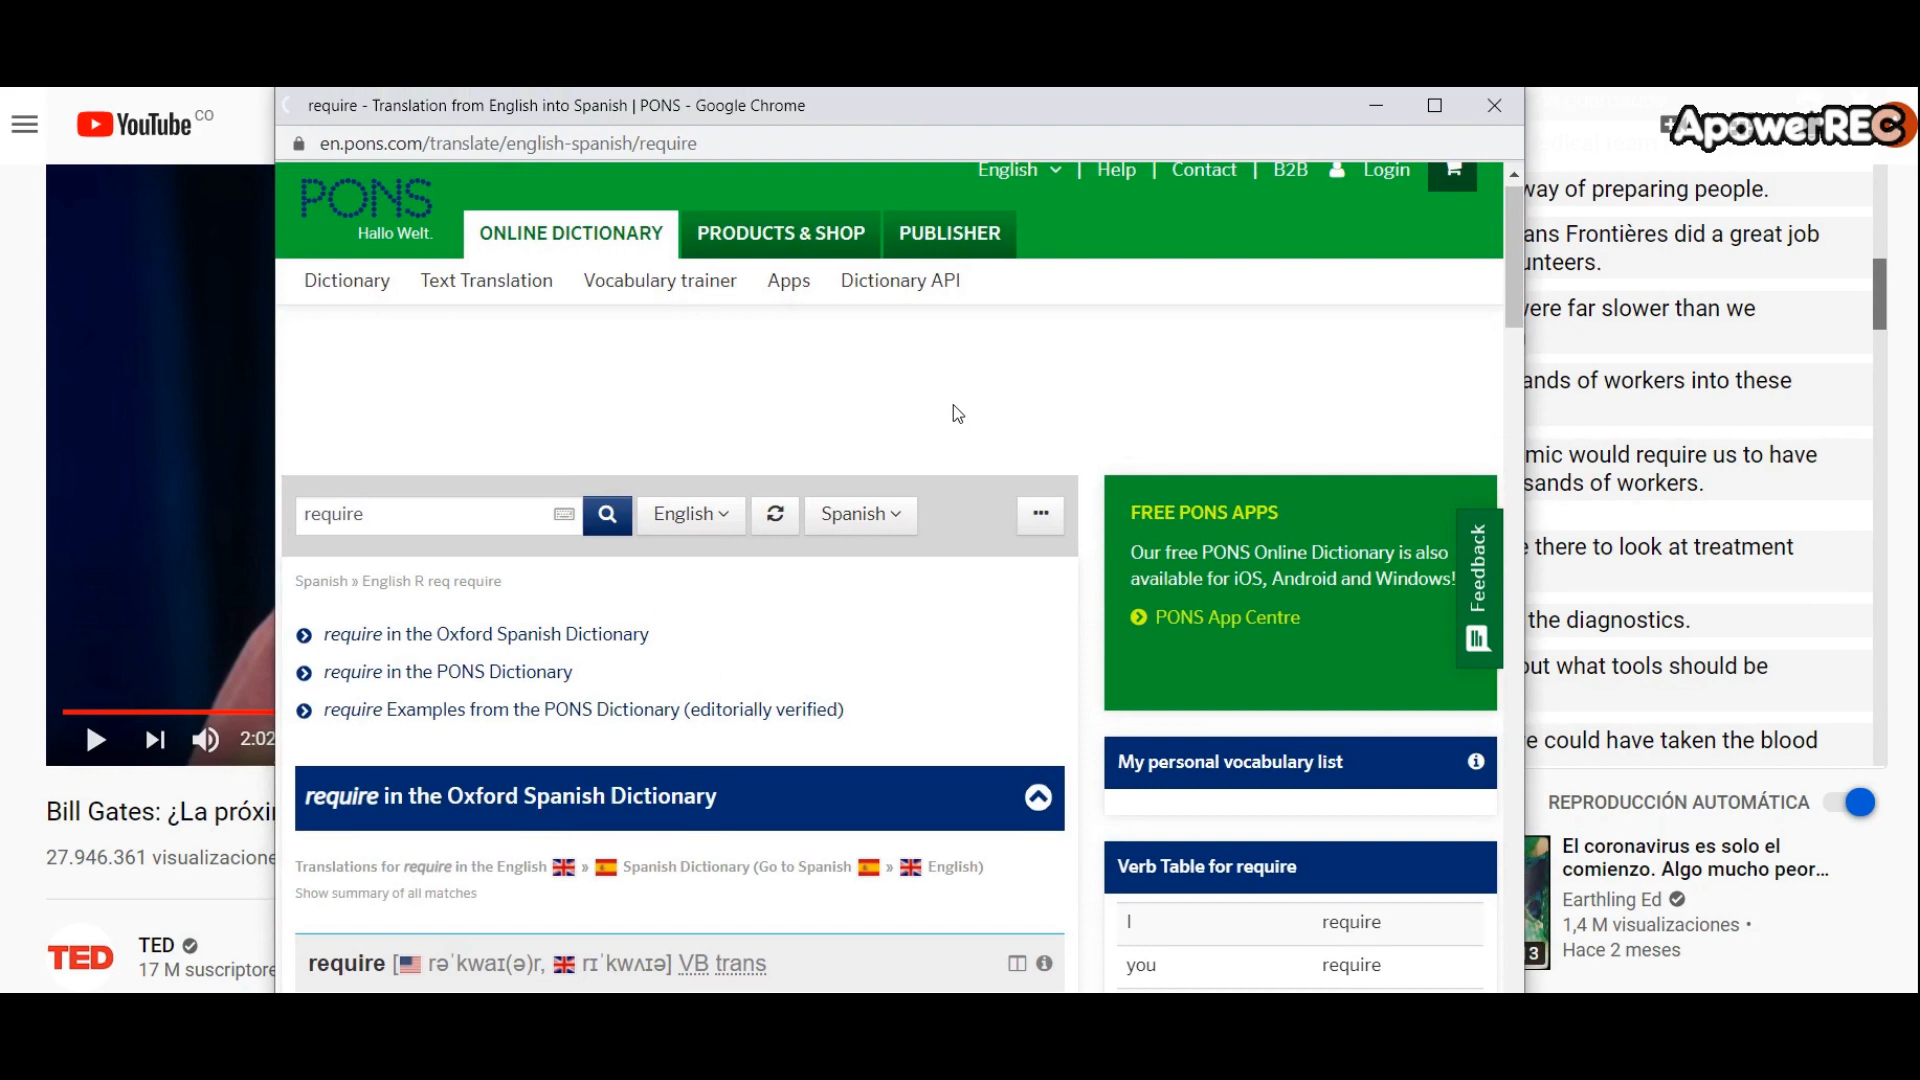 require - Translation from English into Spanish | PONS - Google Chrome
en.pons.com/translate/english-spanish/require
YouTube CO
ApowerREC
English | Help | Contact | B2B Login
PONS
Hallo Welt.
ONLINE DICTIONARY PRODUCTS & SHOP PUBLISHER
Dictionary Text Translation Vocabulary trainer Apps Dictionary API
require English Spanish ...
Spanish » English R req require
require in the Oxford Spanish Dictionary
require in the PONS Dictionary
require Examples from the PONS Dictionary (editorially verified)
require in the Oxford Spanish Dictionary
Translations for require in the English » Spanish Dictionary (Go to Spanish » English)
Show summary of all matches
require [ rəˈkwaɪ(ə)r, rɪˈkwʌɪə] VB trans
FREE PONS APPS
Our free PONS Online Dictionary is also
available for iOS, Android and Windows!
PONS App Centre
Feedback
My personal vocabulary list
Verb Table for require
I require
you require
way of preparing people.
ans Frontières did a great job
unteers.
were far slower than we
ands of workers into these
mic would require us to have
sands of workers.
e there to look at treatment
the diagnostics.
out what tools should be
e could have taken the blood
2:02
Bill Gates: ¿La próxi
27.946.361 visualizacione
TED
17 M suscriptore
REPRODUCCIÓN AUTOMÁTICA
El coronavirus es solo el
comienzo. Algo mucho peor...
Earthling Ed
1,4 M visualizaciones •
Hace 2 meses
3